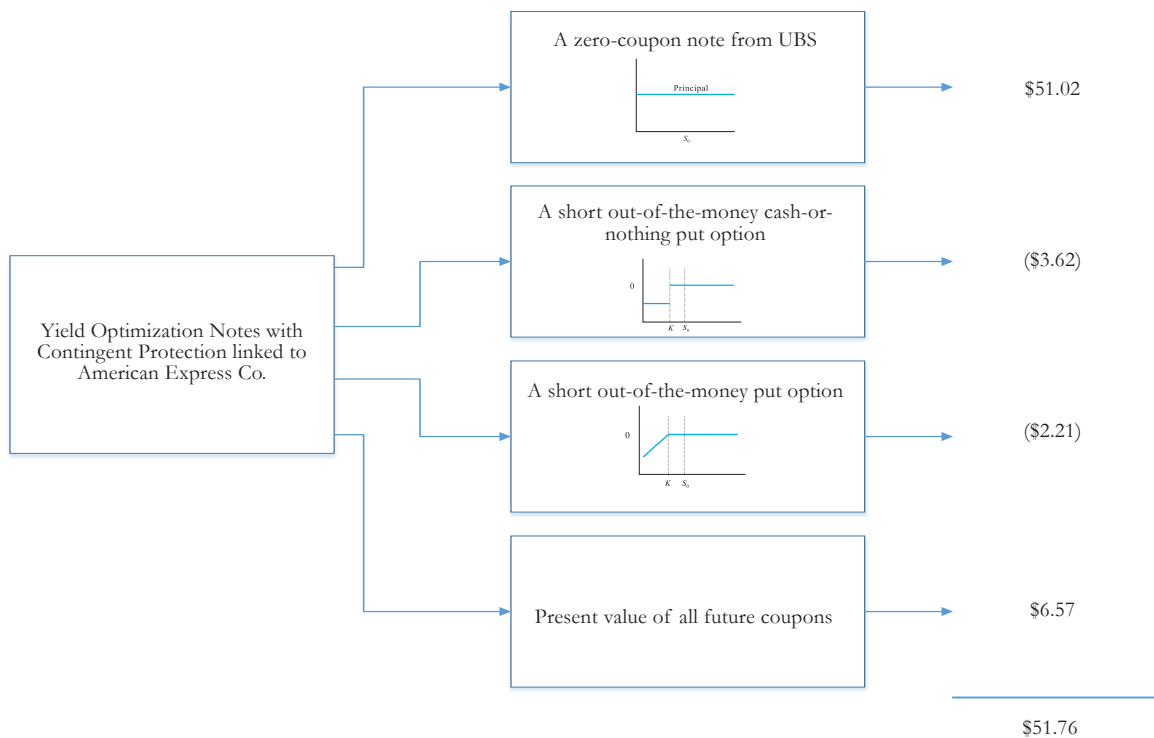 A zero-coupon note from UBS
Principal
S₀
$51.02
A short out-of-the-money cash-or-
nothing put option
0
K S₀
($3.62)
Yield Optimization Notes with
Contingent Protection linked to
American Express Co.
A short out-of-the-money put option
0
K S₀
($2.21)
Present value of all future coupons
$6.57
$51.76